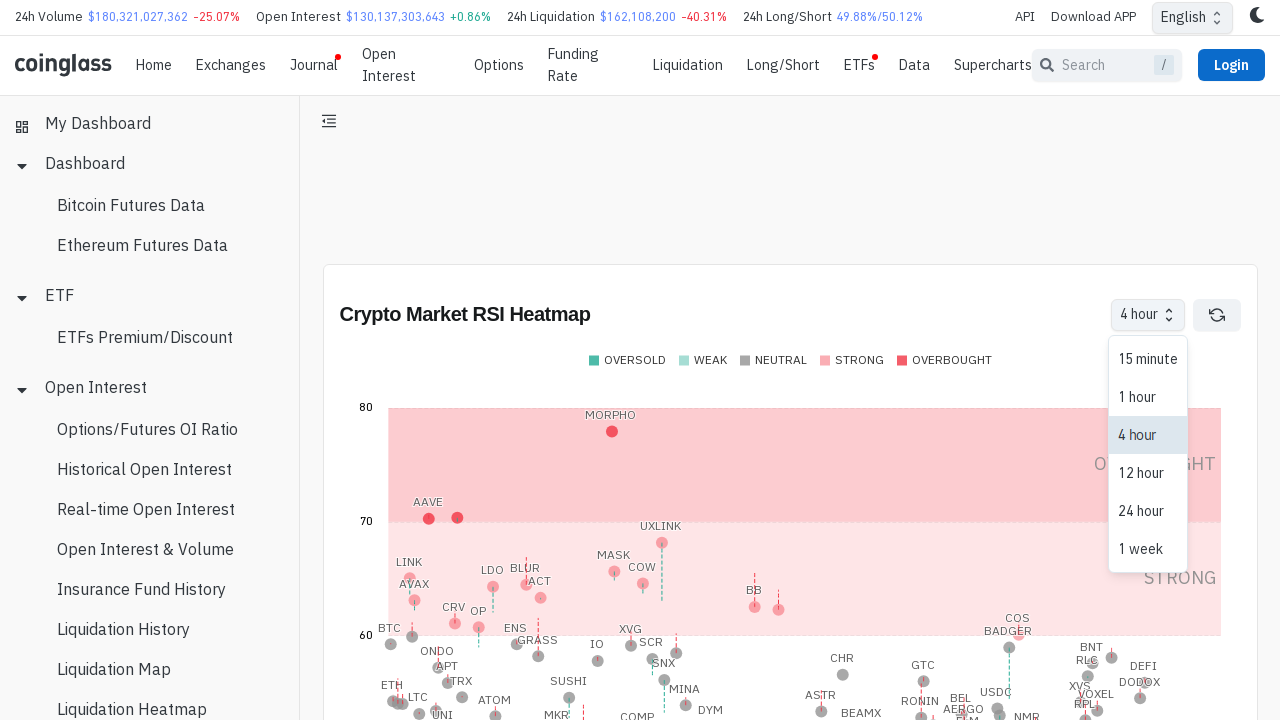 24h Volume $180,321,027,362 -25.07% Open Interest $130,137,303,643 +0.86% 24h Liquidation $162,108,200 -40.31% 24h Long/Short 49.88%/50.12% API Download APP English
coinglass Home Exchanges Journal Open Interest Options Funding Rate Liquidation Long/Short ETFs Data Supercharts Search / Login
My Dashboard
Dashboard
Bitcoin Futures Data
Ethereum Futures Data
ETF
ETFs Premium/Discount
Open Interest
Options/Futures OI Ratio
Historical Open Interest
Real-time Open Interest
Open Interest & Volume
Insurance Fund History
Liquidation History
Liquidation Map
Liquidation Heatmap
Crypto Market RSI Heatmap 4 hour
15 minute
1 hour
4 hour
12 hour
24 hour
1 week
OVERSOLD WEAK NEUTRAL STRONG OVERBOUGHT
80
MORPHO
AAVE
70
UXLINK
LINK LDO BLUR MASK COW
AVAX ACT BB
STRONG
CRV OP
BTC ENS XVG COS
60
GRASS IO SCR BADGER
ONDO BNT
APT SNX CHR GTC RLC DEFI
ETH TRX SUSHI MINA DODOX
LTC ATOM ASTR RONIN BEL USDC VOXEL
UNI MKR COMP DYM BEAMX AERGO NMR RPL